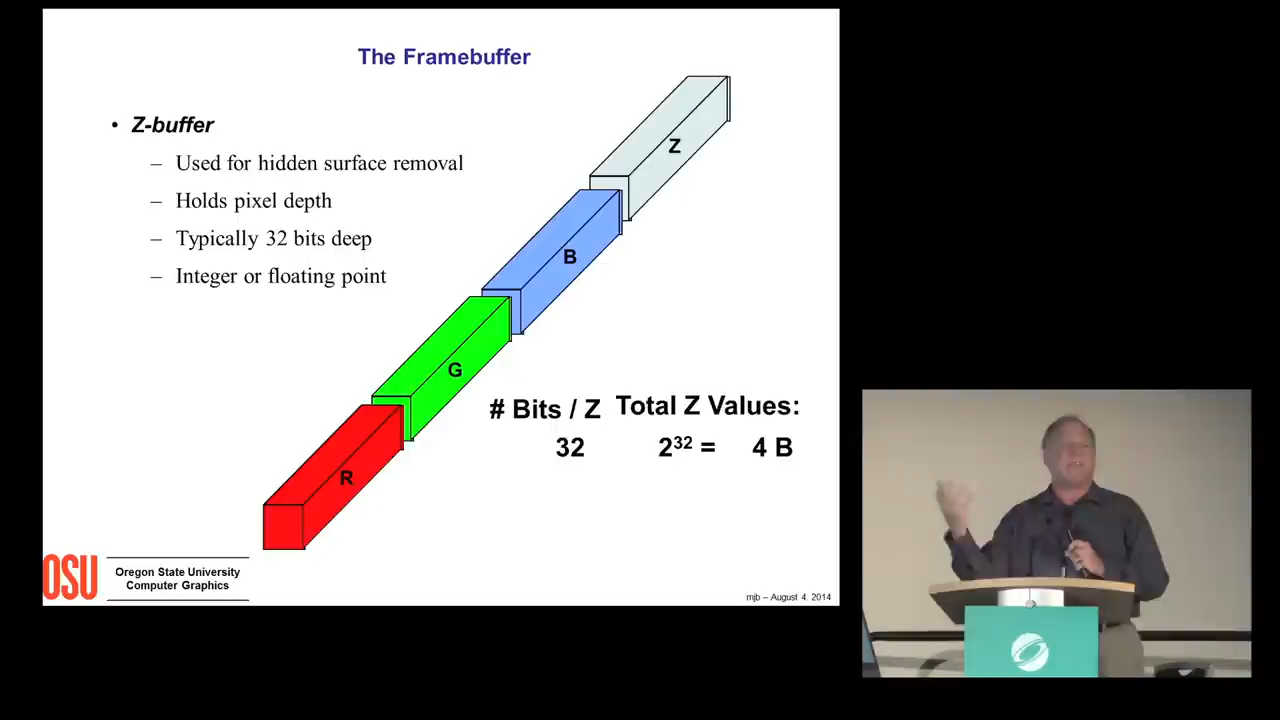 The Framebuffer
• Z-buffer
– Used for hidden surface removal
– Holds pixel depth
– Typically 32 bits deep
– Integer or floating point
Z
B
G
R
# Bits / Z Total Z Values:
32 2³² = 4 B
OSU
Oregon State University
Computer Graphics
mjb – August 4, 2014